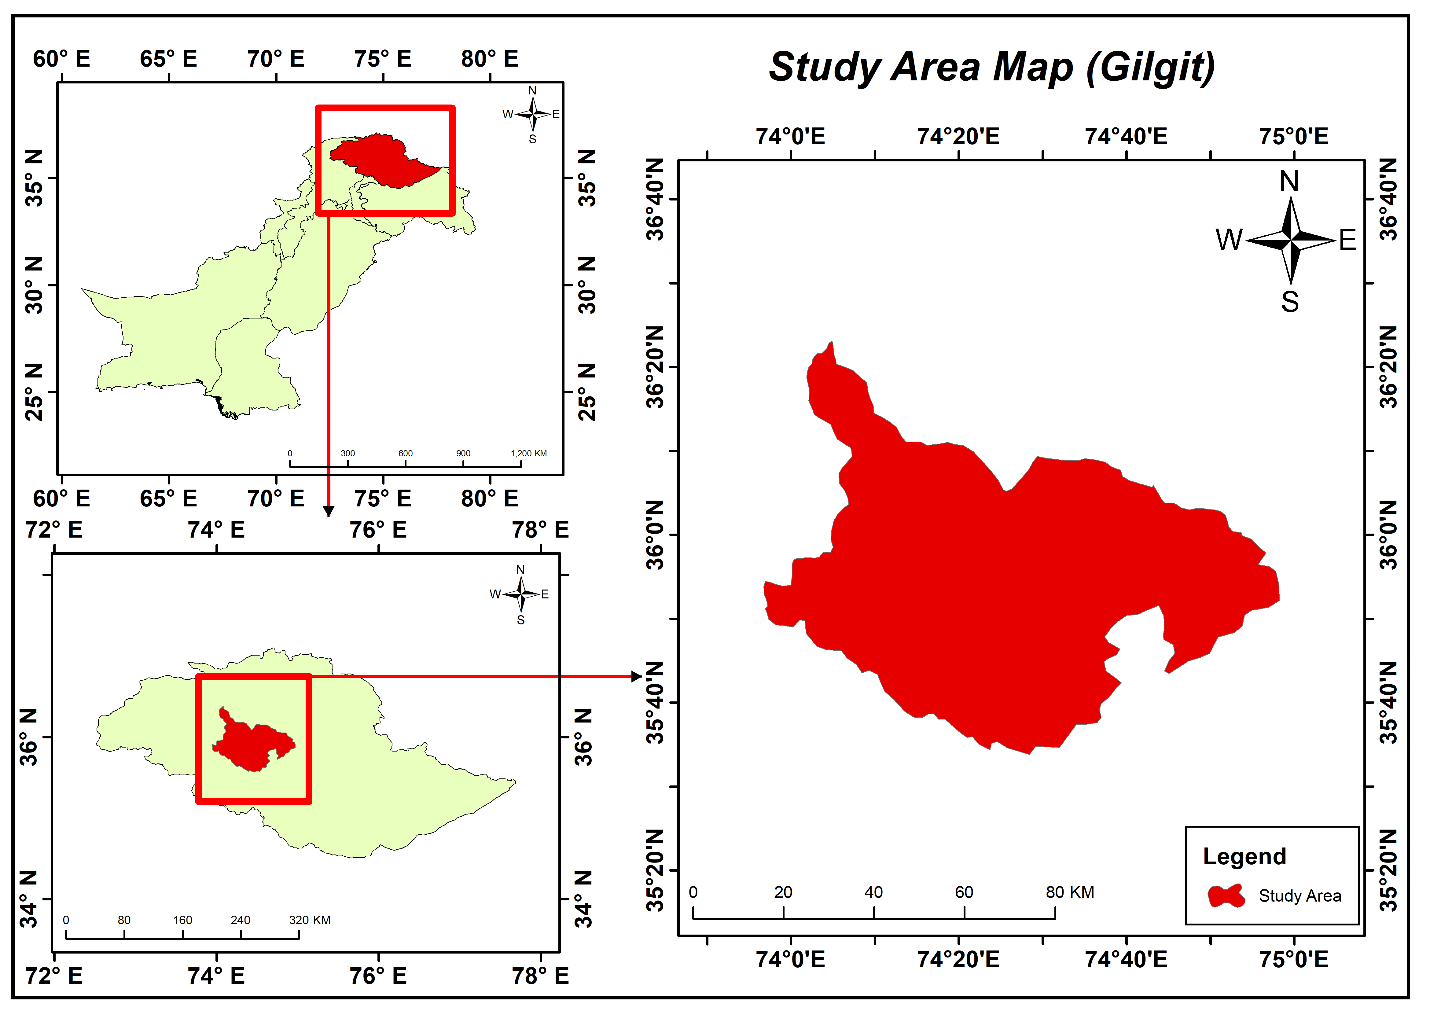 Study Area Map (Gilgit)
60° E 65° E 70° E 75° E 80° E
N
W E
S
35° N 35° N
30° N 30° N
25° N 25° N
0 300 600 900 1,200 KM
60° E 65° E 70° E 75° E 80° E
72° E 74° E 76° E 78° E
N
W E
S
36° N 36° N
34° N 34° N
0 80 160 240 320 KM
72° E 74° E 76° E 78° E
74°0'E 74°20'E 74°40'E 75°0'E
36°40'N 36°40'N
N
W E
S
36°20'N 36°20'N
36°0'N 36°0'N
35°40'N 35°40'N
35°20'N 35°20'N
Legend
Study Area
0 20 40 60 80 KM
74°0'E 74°20'E 74°40'E 75°0'E